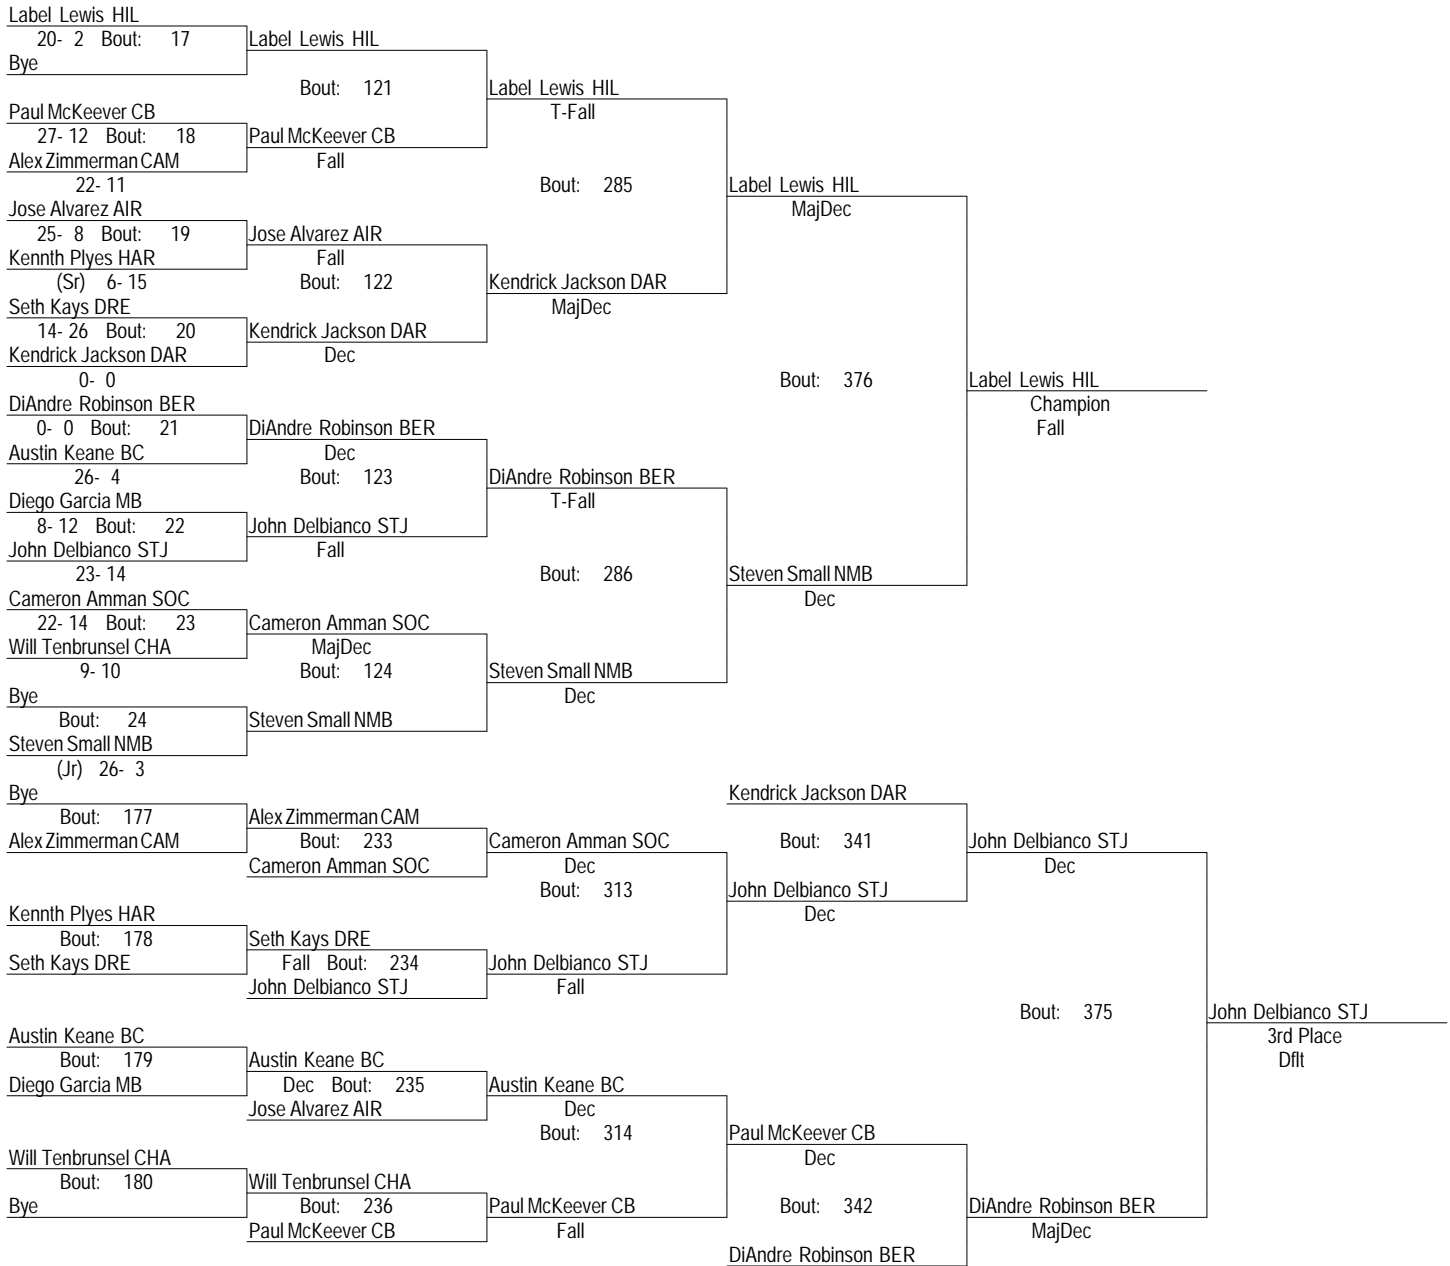 Label Lewis HIL
20- 2 Bout: 17 Label Lewis HIL
Bye
Bout: 121 Label Lewis HIL
Paul McKeever CB T-Fall
27- 12 Bout: 18 Paul McKeever CB
Alex Zimmerman CAM Fall
22- 11 Bout: 285 Label Lewis HIL
Jose Alvarez AIR MajDec
25- 8 Bout: 19 Jose Alvarez AIR
Kennth Plyes HAR Fall
(Sr) 6- 15 Bout: 122 Kendrick Jackson DAR
Seth Kays DRE MajDec
14- 26 Bout: 20 Kendrick Jackson DAR
Kendrick Jackson DAR Dec
0- 0 Bout: 376 Label Lewis HIL
DiAndre Robinson BER Champion
0- 0 Bout: 21 DiAndre Robinson BER Fall
Austin Keane BC Dec
26- 4 Bout: 123 DiAndre Robinson BER
Diego Garcia MB T-Fall
8- 12 Bout: 22 John Delbianco STJ
John Delbianco STJ Fall
23- 14 Bout: 286 Steven Small NMB
Cameron Amman SOC Dec
22- 14 Bout: 23 Cameron Amman SOC
Will Tenbrunsel CHA MajDec
9- 10 Bout: 124 Steven Small NMB
Bye Dec
Bout: 24 Steven Small NMB
Steven Small NMB
(Jr) 26- 3
Bye Kendrick Jackson DAR
Bout: 177 Alex Zimmerman CAM
Alex Zimmerman CAM Bout: 233 Cameron Amman SOC Bout: 341 John Delbianco STJ
Cameron Amman SOC Dec Dec
Bout: 313 John Delbianco STJ
Kennth Plyes HAR Dec
Bout: 178 Seth Kays DRE
Seth Kays DRE Fall Bout: 234 John Delbianco STJ
John Delbianco STJ Fall
Bout: 375 John Delbianco STJ
Austin Keane BC 3rd Place
Bout: 179 Austin Keane BC Dflt
Diego Garcia MB Dec Bout: 235 Austin Keane BC
Jose Alvarez AIR Dec
Bout: 314 Paul McKeever CB
Will Tenbrunsel CHA Dec
Bout: 180 Will Tenbrunsel CHA
Bye Bout: 236 Paul McKeever CB Bout: 342 DiAndre Robinson BER
Paul McKeever CB Fall MajDec
DiAndre Robinson BER